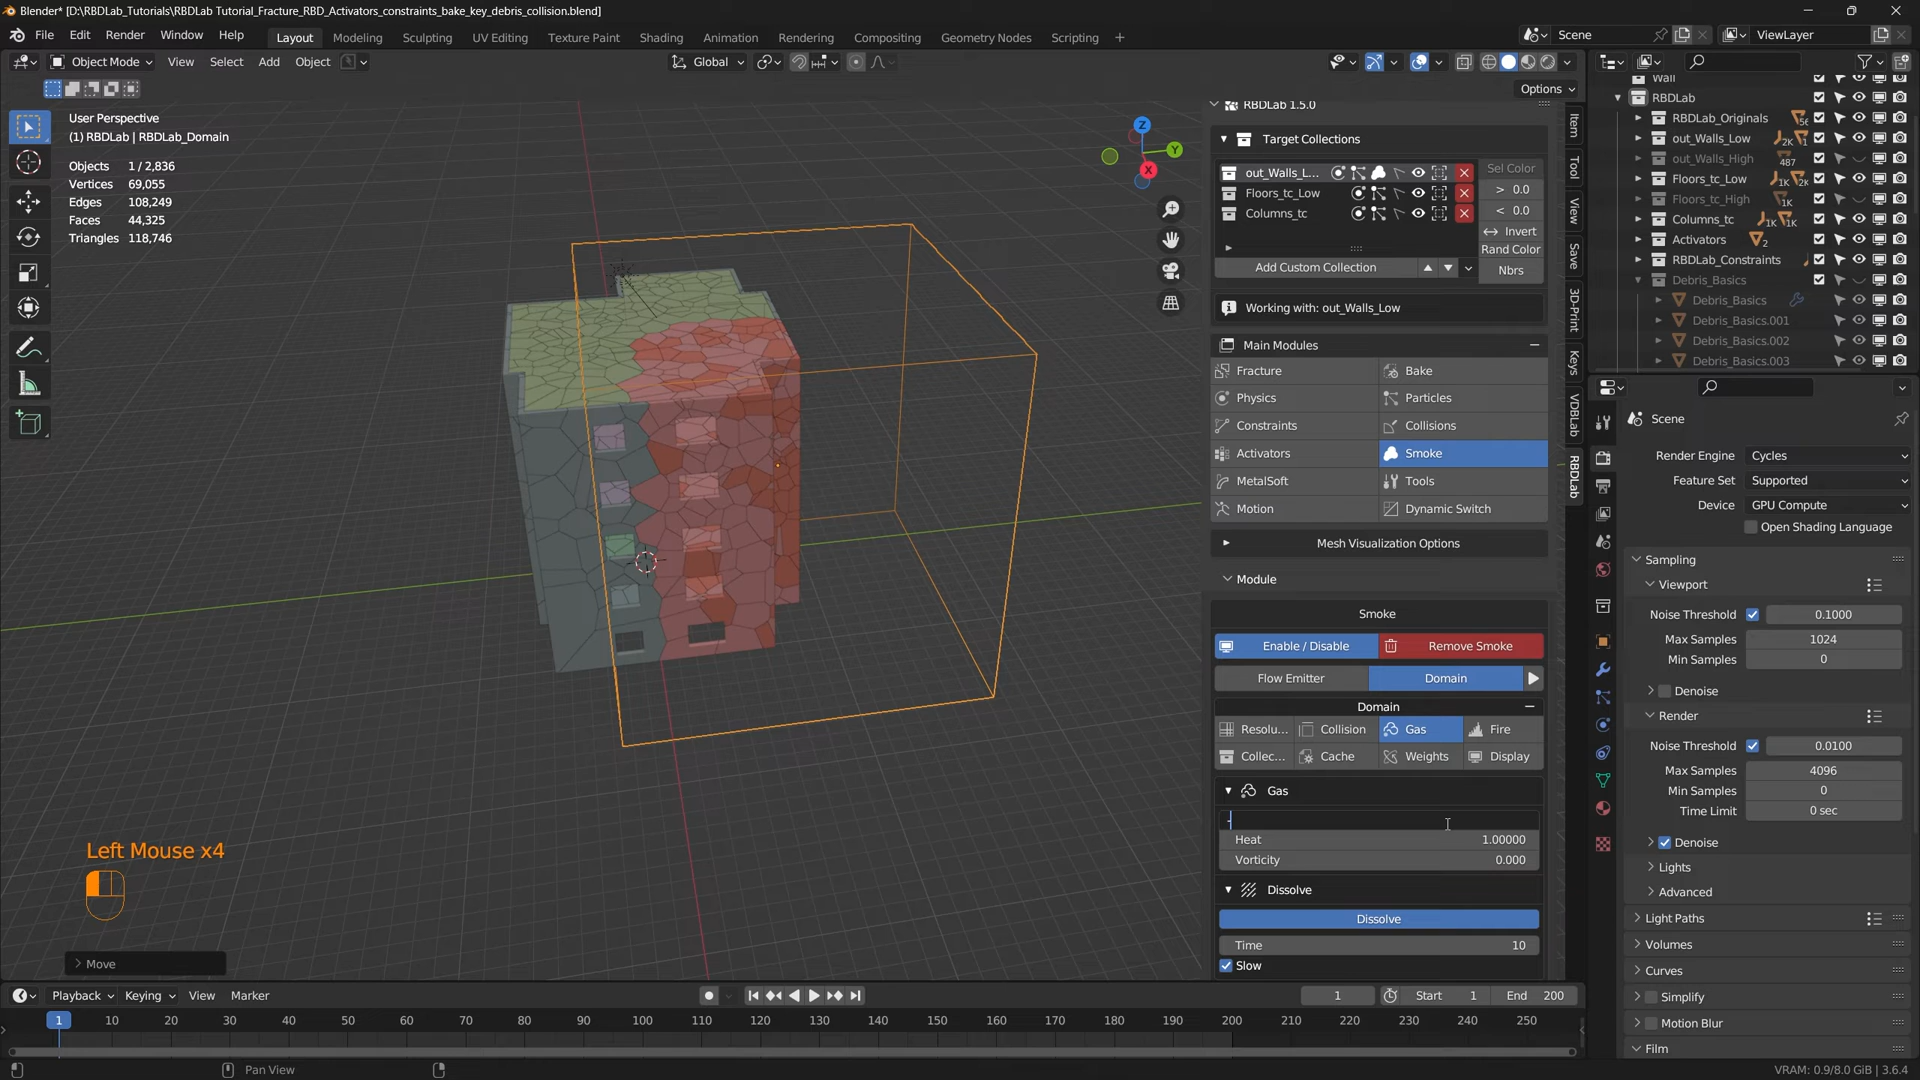 Blender* [D:\RBDLab_Tutorials\RBDLab Tutorial_Fracture_RBD_Activators_constraints_bake_key_debris_collision.blend]
File Edit Render Window Help Layout Modeling Sculpting UV Editing Texture Paint Shading Animation Rendering Compositing Geometry Nodes Scripting + Scene ViewLayer
Object Mode View Select Add Object Global
Options
User Perspective
(1) RBDLab | RBDLab_Domain
Objects 1 / 2,836
Vertices 69,055
Edges 108,249
Faces 44,325
Triangles 118,746
Z
Y
X
RBDLab 1.5.0
Target Collections
out_Walls_L...
Floors_tc_Low
Columns_tc
Sel Color
> 0.0
< 0.0
Invert
Rand Color
Nbrs
Add Custom Collection
Working with: out_Walls_Low
Main Modules
Fracture Bake
Physics Particles
Constraints Collisions
Activators Smoke
MetalSoft Tools
Motion Dynamic Switch
Mesh Visualization Options
Module
Smoke
Enable / Disable Remove Smoke
Flow Emitter Domain
Domain
Resolu... Collision Gas Fire
Collec... Cache Weights Display
Gas
-
Heat 1.00000
Vorticity 0.000
Dissolve
Dissolve
Time 10
Slow
Item
Tool
View
Save
3D-Print
Keys
VDBLab
RBDLab
Wall
RBDLab
RBDLab_Originals
out_Walls_Low 2K
out_Walls_High 487
Floors_tc_Low 1K 2K
Floors_tc_High 1K
Columns_tc 1K 1K
Activators 2
RBDLab_Constraints
Debris_Basics
Debris_Basics
Debris_Basics.001
Debris_Basics.002
Debris_Basics.003
Scene
Render Engine Cycles
Feature Set Supported
Device GPU Compute
Open Shading Language
Sampling
Viewport
Noise Threshold 0.1000
Max Samples 1024
Min Samples 0
Denoise
Render
Noise Threshold 0.0100
Max Samples 4096
Min Samples 0
Time Limit 0 sec
Denoise
Lights
Advanced
Light Paths
Volumes
Curves
Simplify
Motion Blur
Film
Left Mouse x4
Move
Playback Keying View Marker 1 Start 1 End 200
1 10 20 30 40 50 60 70 80 90 100 110 120 130 140 150 160 170 180 190 200 210 220 230 240 250
Pan View VRAM: 0.9/8.0 GiB | 3.6.4